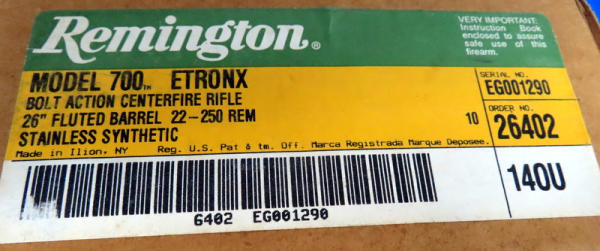 Remington®
VERY IMPORTANT:
Instruction Book
enclosed to assure
safe use of this
firearm.
MODEL 700™ ETRONX
BOLT ACTION CENTERFIRE RIFLE
26" FLUTED BARREL 22-250 REM 10
STAINLESS SYNTHETIC
SERIAL NO.
EG001290
ORDER NO.
26402
Made in Ilion, NY Reg. U.S. Pat & tm. Off. Marca Registrada Marque Deposee.
140U
6402 EG001290